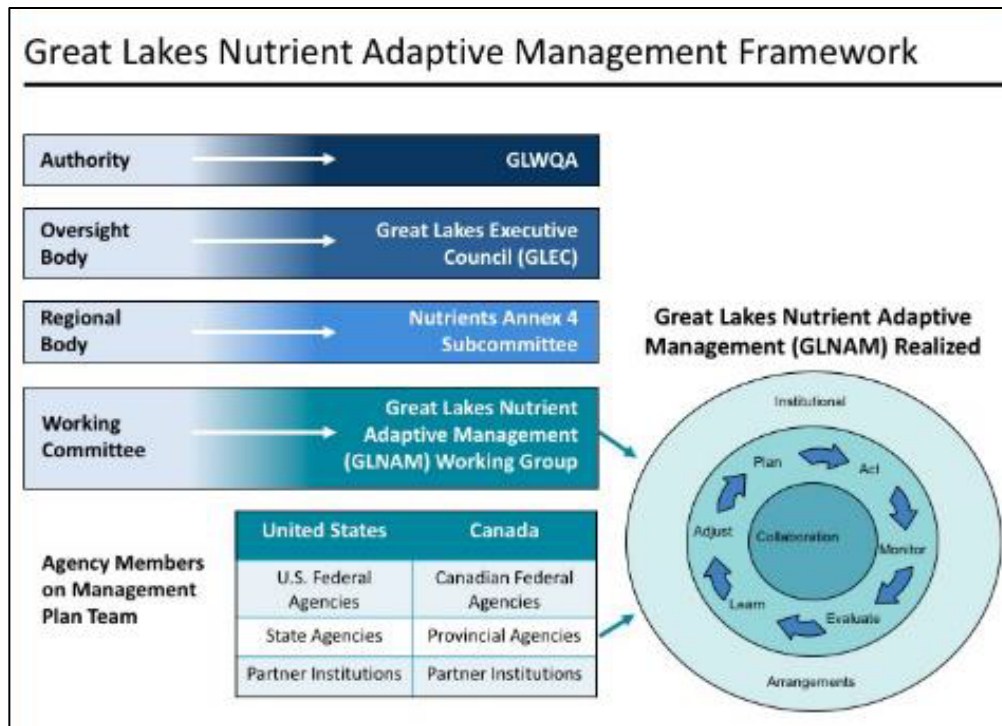 Great Lakes Nutrient Adaptive Management Framework
Authority
GLWQA
Oversight
Body
Great Lakes Executive
Council (GLEC)
Regional
Body
Nutrients Annex 4
Subcommittee
Working
Committee
Great Lakes Nutrient
Adaptive Management
(GLNAM) Working Group
Agency Members
on Management
Plan Team
United States
Canada
U.S. Federal
Agencies
Canadian Federal
Agencies
State Agencies
Provincial Agencies
Partner Institutions
Partner Institutions
Great Lakes Nutrient Adaptive
Management (GLNAM) Realized
Institutional
Plan
Act
Adjust
Collaboration
Monitor
Learn
Evaluate
Arrangements